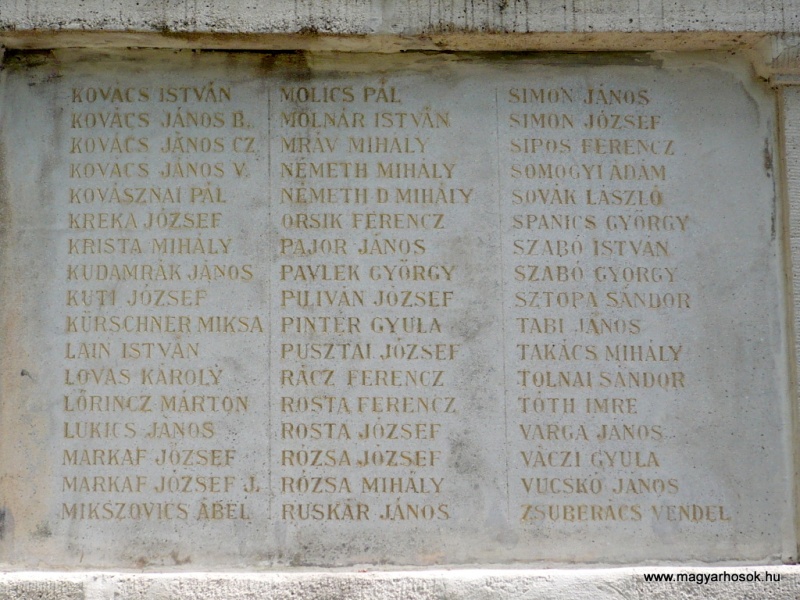 KOVÁCS ISTVÁN
KOVÁCS JÁNOS B.
KOVÁCS JÁNOS CZ.
KOVÁCS JÁNOS V.
KOVÁSZNAI PÁL
KREKA JÓZSEF
KRISTA MIHÁLY
KUDAMRÁK JÁNOS
KUTI JÓZSEF
KÜRSCHNER MIKSA
LAIN ISTVÁN
LOVAS KÁROLY
LŐRINCZ MÁRTON
LUKICS JÁNOS
MARKAF JÓZSEF
MARKAF JÓZSEF J.
MIKSZOVICS ÁBEL
MOLICS PÁL
MOLNÁR ISTVÁN
MRÁV MIHÁLY
NÉMETH MIHÁLY
NÉMETH D MIHÁLY
ORSIK FERENCZ
PAJOR JÁNOS
PAVLEK GYÖRGY
PILIVÁN JÓZSEF
PINTÉR GYULA
PUSZTAI JÓZSEF
RÁCZ FERENCZ
ROSTA FERENCZ
ROSTA JÓZSEF
RÓZSA JÓZSEF
RÓZSA MIHÁLY
RUSKÁR JÁNOS
SIMON JÁNOS
SIMON JÓZSEF
SIPOS FERENCZ
SOMOGYI ÁDÁM
SOVÁK LÁSZLÓ
SPANICS GYÖRGY
SZABÓ ISTVÁN
SZABÓ GYÖRGY
SZTOPA SÁNDOR
TABI JÁNOS
TAKÁCS MIHÁLY
TOLNAI SÁNDOR
TÓTH IMRE
VARGA JÁNOS
VÁCZI GYULA
VUCSKÓ JÁNOS
ZSUBERÁCS VENDEL
www.magyarhosok.hu